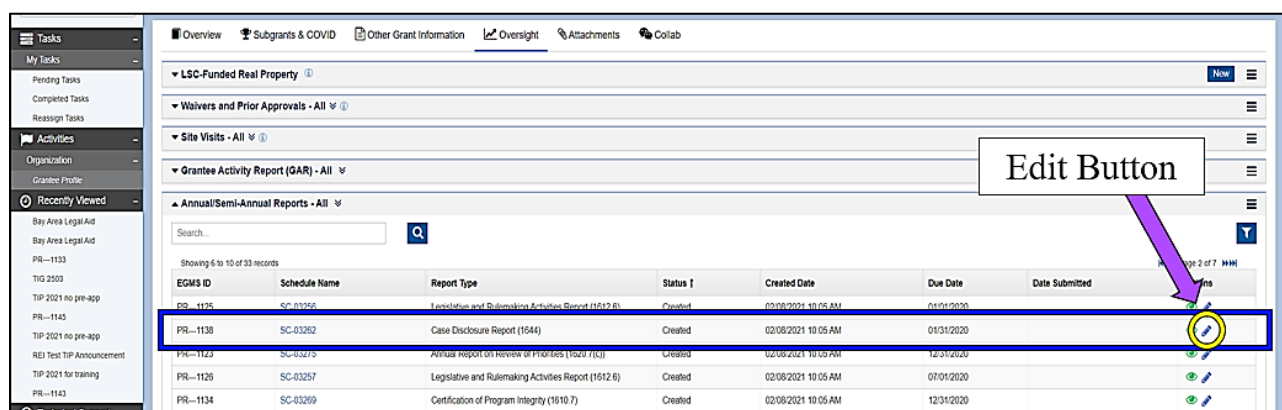 Tasks
My Tasks
Pending Tasks
Completed Tasks
Reassign Tasks
Activities
Organization
Grantee Profile
Recently Viewed
Bay Area Legal Aid
Bay Area Legal Aid
PR---1133
TIG 2503
TIP 2021 no pre-app
PR---1145
TIP 2021 no pre-app
REI Test TIP Announcement
TIP 2021 for training
PR---1143
Overview Subgrants & COVID Other Grant Information Oversight Attachments Collab
LSC-Funded Real Property New
Waivers and Prior Approvals - All
Site Visits - All
Grantee Activity Report (GAR) - All
Edit Button
Annual/Semi-Annual Reports - All
Search...
Showing 6 to 10 of 33 records
2 of 7
EGMS ID Schedule Name Report Type Status Created Date Due Date Date Submitted
PR---1125 SC-03256 Legislative and Rulemaking Activities Report (1612.6) Created 02/08/2021 10:05 AM 01/01/2020
PR---1138 SC-03262 Case Disclosure Report (1644) Created 02/08/2021 10:05 AM 01/31/2020
PR---1123 SC-03275 Annual Report on Review of Priorities (1620.7(c)) Created 02/08/2021 10:05 AM 12/31/2020
PR---1126 SC-03257 Legislative and Rulemaking Activities Report (1612.6) Created 02/08/2021 10:05 AM 07/01/2020
PR---1134 SC-03269 Certification of Program Integrity (1610.7) Created 02/08/2021 10:05 AM 12/31/2020